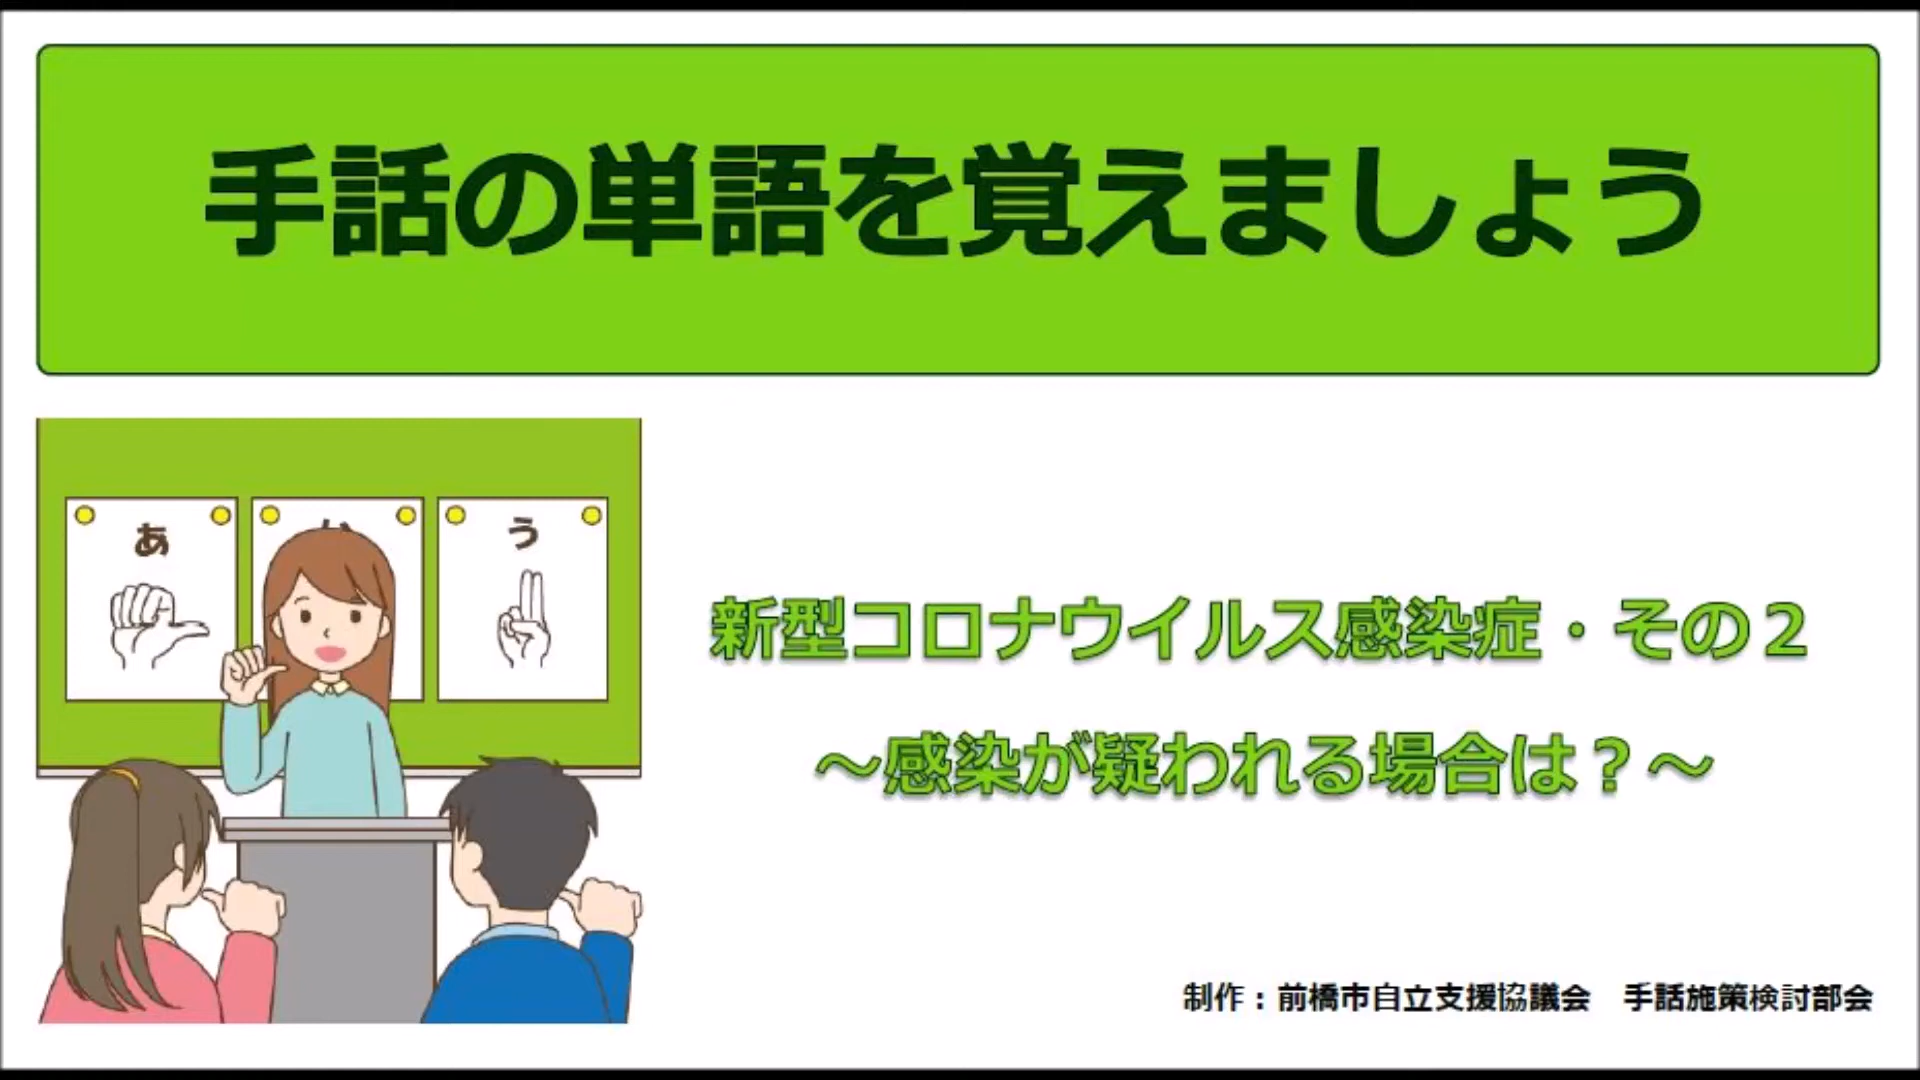 手話の単語を覚えましょう
あ
う
新型コロナウイルス感染症・その２
～感染が疑われる場合は？～
制作：前橋市自立支援協議会　手話施策検討部会